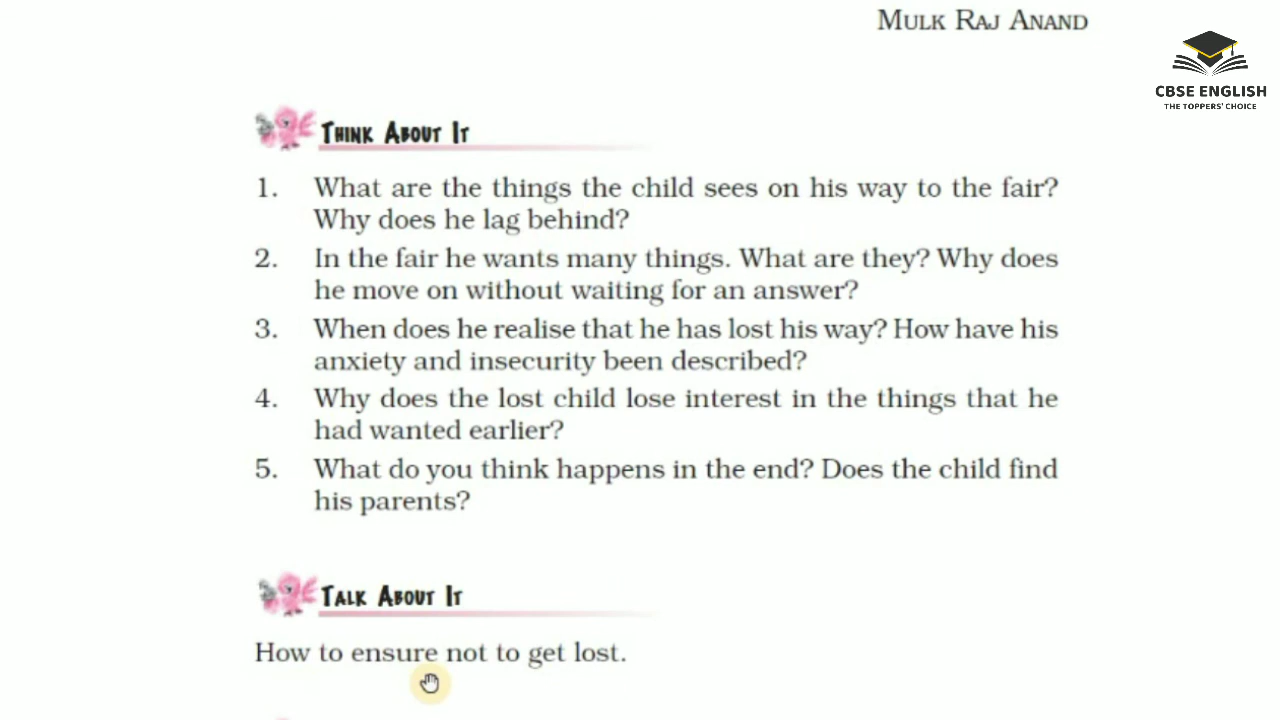 MULK RAJ ANAND
CBSE ENGLISH
THE TOPPERS' CHOICE
THINK ABOUT IT
1. What are the things the child sees on his way to the fair?
Why does he lag behind?
2. In the fair he wants many things. What are they? Why does
he move on without waiting for an answer?
3. When does he realise that he has lost his way? How have his
anxiety and insecurity been described?
4. Why does the lost child lose interest in the things that he
had wanted earlier?
5. What do you think happens in the end? Does the child find
his parents?
TALK ABOUT IT
How to ensure not to get lost.